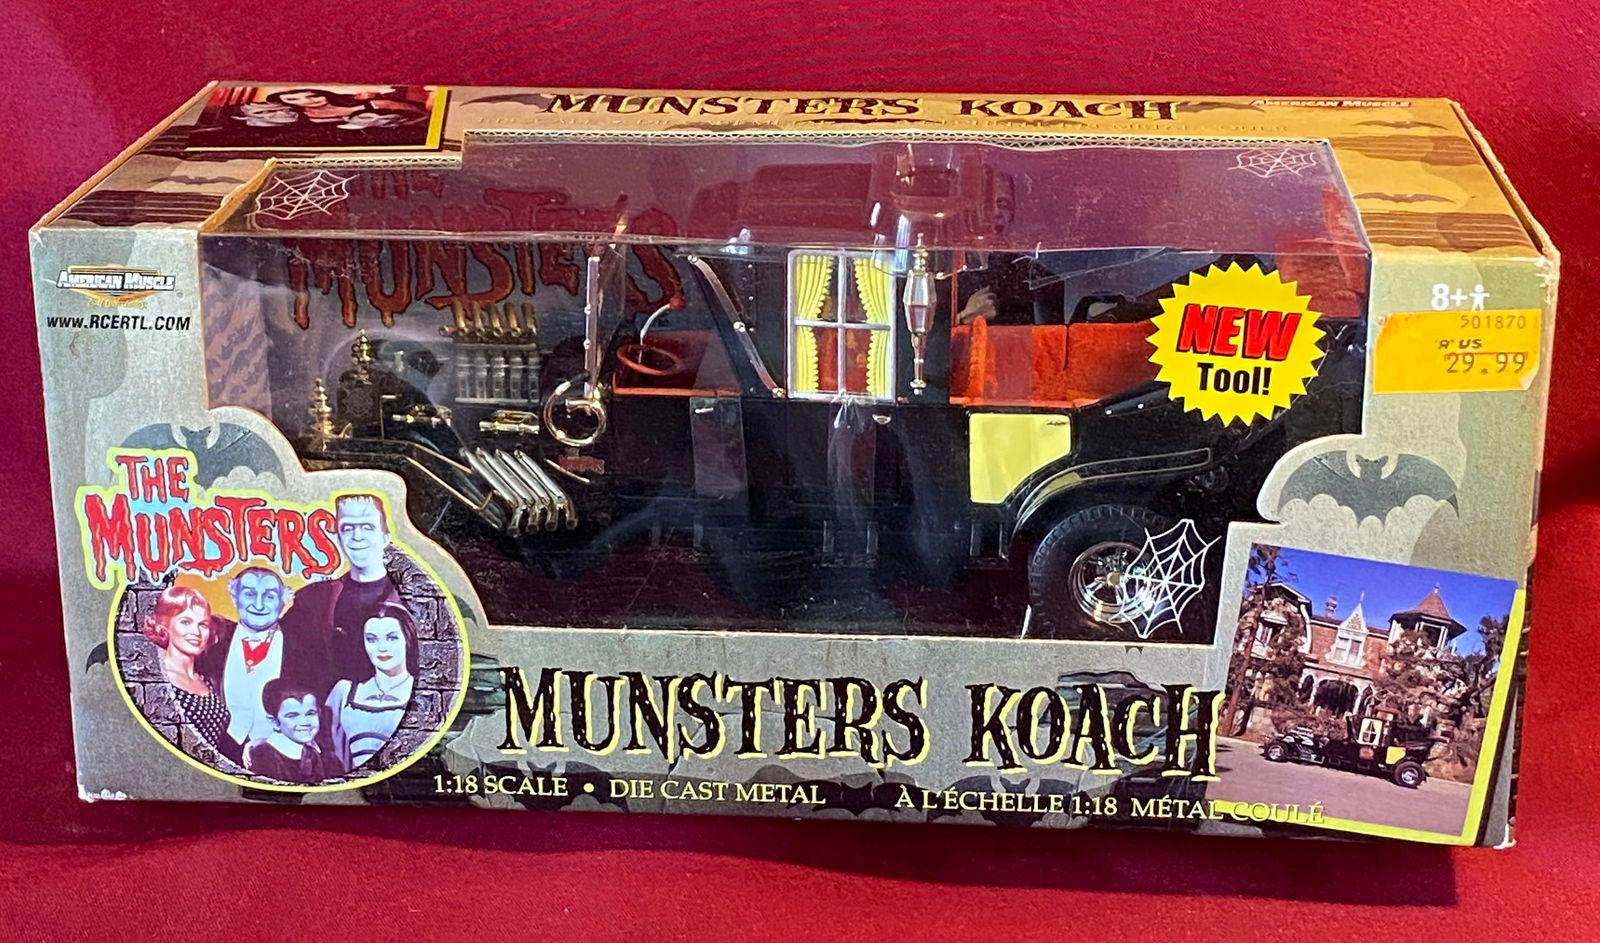 MUNSTERS KOACH
AMERICAN MUSCLE
THE
MUNSTERS
AMERICAN MUSCLE
WWW.RCERTL.COM
8+
501870
'R' US
29.99
NEW
Tool!
THE
MUNSTERS
MUNSTERS KOACH
1:18 SCALE • DIE CAST METAL
À L'ÉCHELLE 1:18 MÉTAL COULÉ